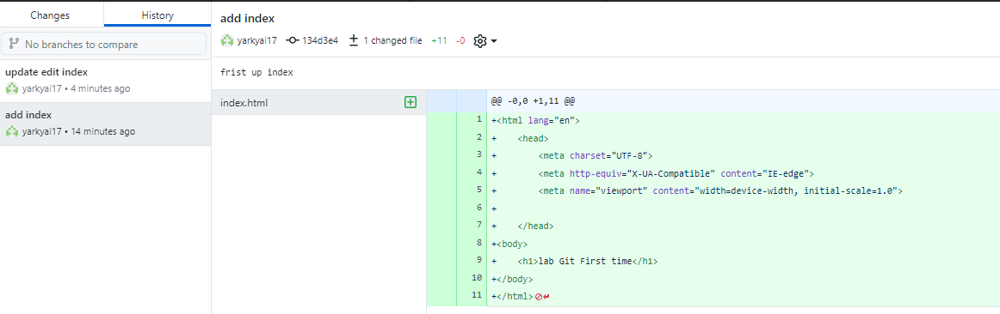 Changes
History
No branches to compare
update edit index
yarkyai17 • 4 minutes ago
add index
yarkyai17 • 14 minutes ago
add index
yarkyai17 134d3e4 1 changed file +11 -0
frist up index
index.html
@@ -0,0 +1,11 @@
1 +<html lang="en">
2 +    <head>
3 +        <meta charset="UTF-8">
4 +        <meta http-equiv="X-UA-Compatible" content="IE-edge">
5 +        <meta name="viewport" content="width=device-width, initial-scale=1.0">
6 +
7 +    </head>
8 +<body>
9 +    <h1>lab Git First time</h1>
10 +</body>
11 +</html>